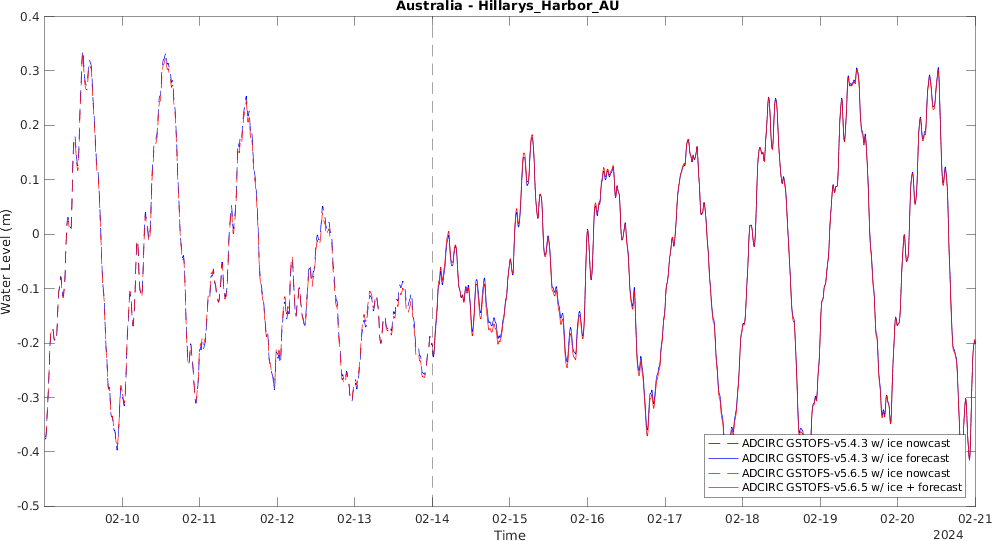 Australia - Hillarys_Harbor_AU
0.4
0.3
0.2
0.1
0
-0.1
-0.2
-0.3
-0.4
-0.5
Water Level (m)
ADCIRC GSTOFS-v5.4.3 w/ ice nowcast
ADCIRC GSTOFS-v5.4.3 w/ ice forecast
ADCIRC GSTOFS-v5.6.5 w/ ice nowcast
ADCIRC GSTOFS-v5.6.5 w/ ice + forecast
02-10 02-11 02-12 02-13 02-14 02-15 02-16 02-17 02-18 02-19 02-20 02-21
Time
2024